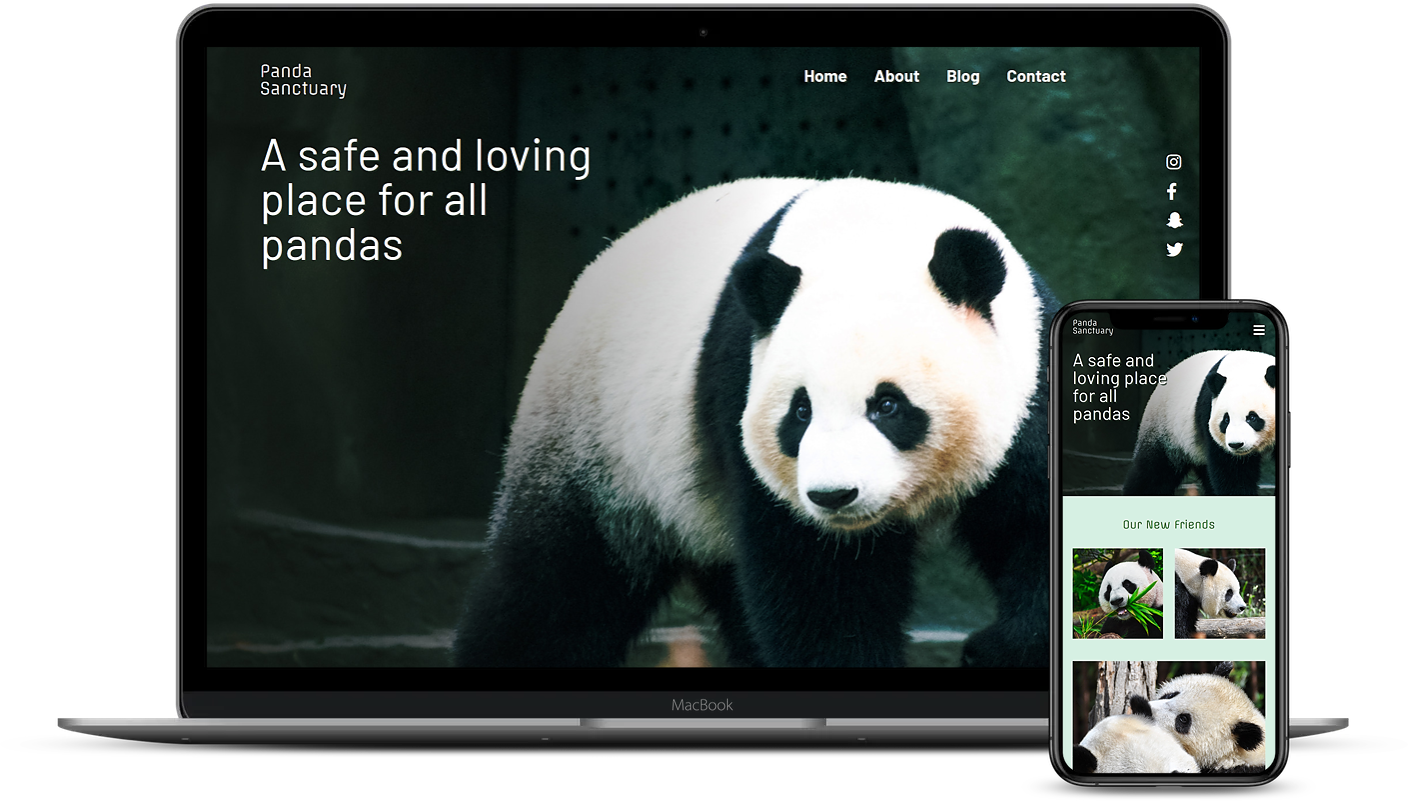 Panda
Sanctuary
Home About Blog Contact
A safe and loving
place for all
pandas
MacBook
Panda
Sanctuary
A safe and
loving place
for all
pandas
Our New Friends